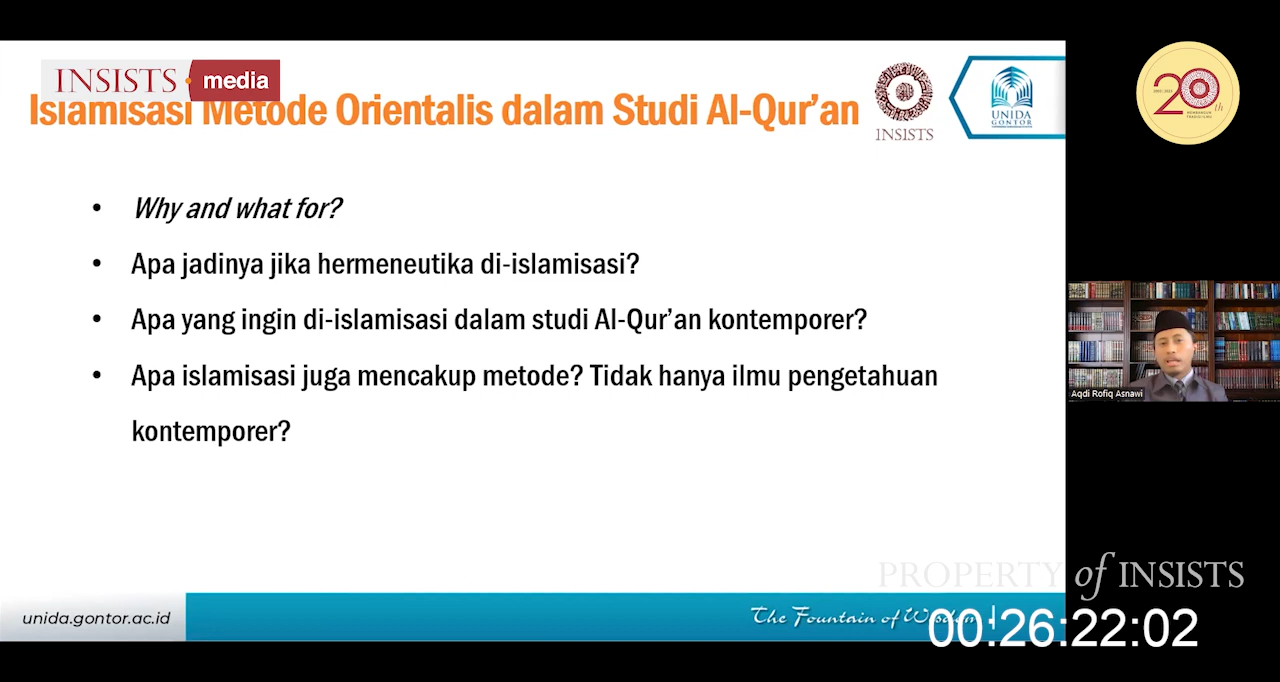 INSISTS media
Islamisasi Metode Orientalis dalam Studi Al-Qur’an
INSISTS
UNIDA
GONTOR
20th
• Why and what for?
• Apa jadinya jika hermeneutika di-islamisasi?
• Apa yang ingin di-islamisasi dalam studi Al-Qur’an kontemporer?
• Apa islamisasi juga mencakup metode? Tidak hanya ilmu pengetahuan
kontemporer?
Aqdi Rofiq Asnawi
PROPERTY of INSISTS
unida.gontor.ac.id
The Fountain of Wisdom
00:26:22:02